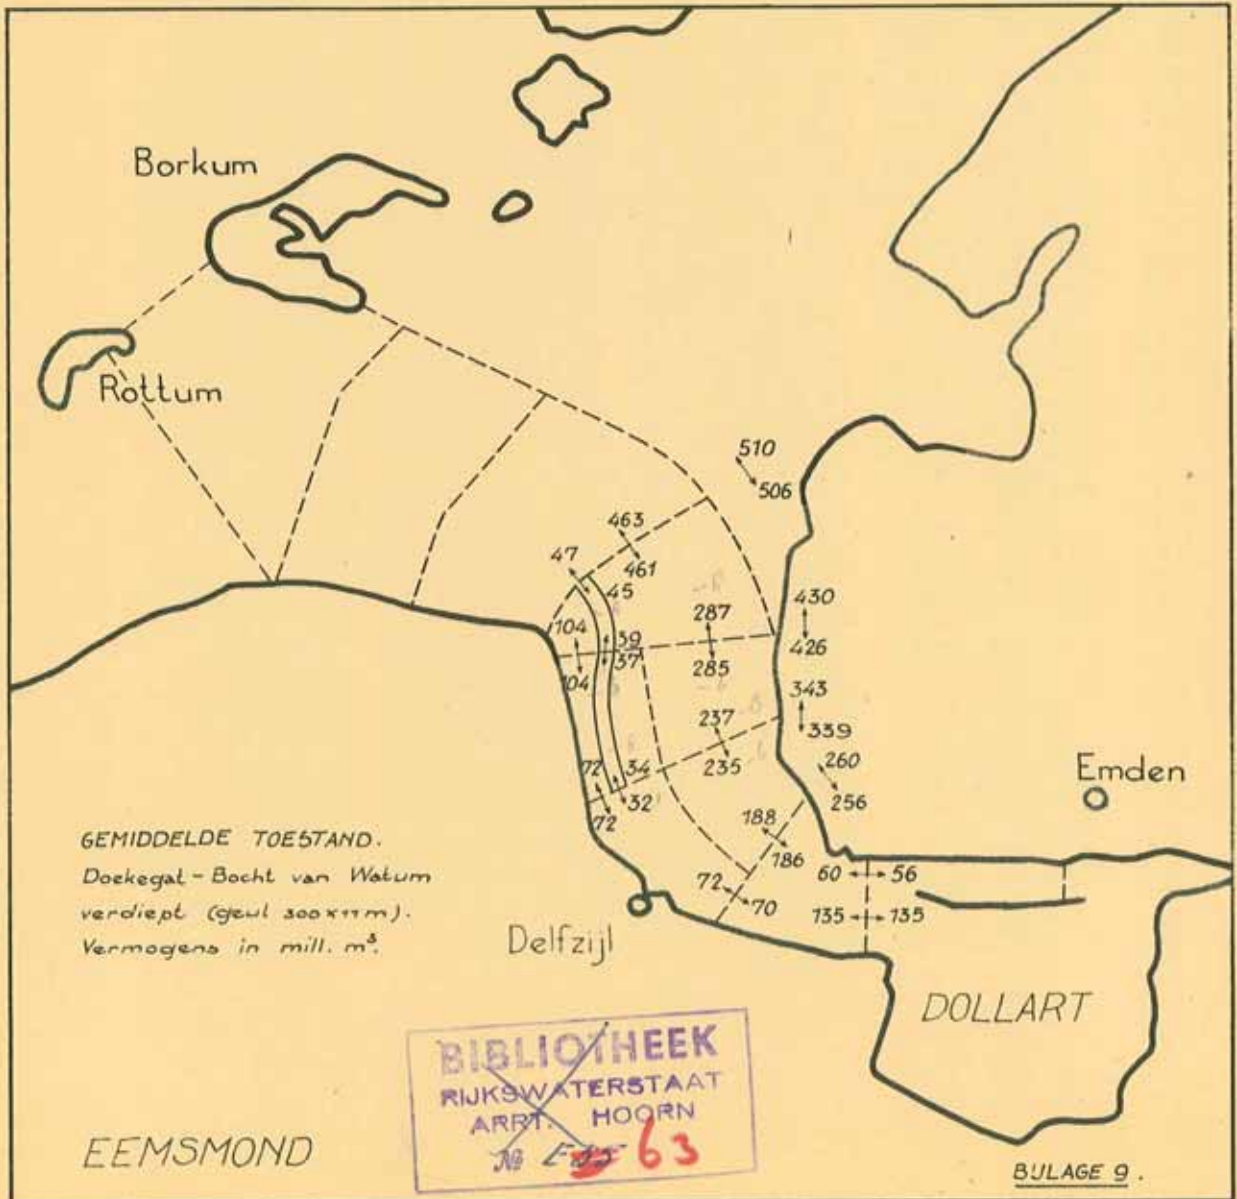 Borkum
Rottum
510
506
463
461
47
45
430
426
104
104
39
37
287
285
343
339
237
235
260
256
72
72
34
32
188
186
72
70
60 56
135 135
Emden
GEMIDDELDE TOESTAND.
Doekegat - Bocht van Watum
verdiept (geul 300 x 11 m).
Vermogens in mill. m³.
Delfzijl
DOLLART
BIBLIOTHEEK
RIJKSWATERSTAAT
ARRT. HOORN
№
63
EEMSMOND
BIJLAGE 9.